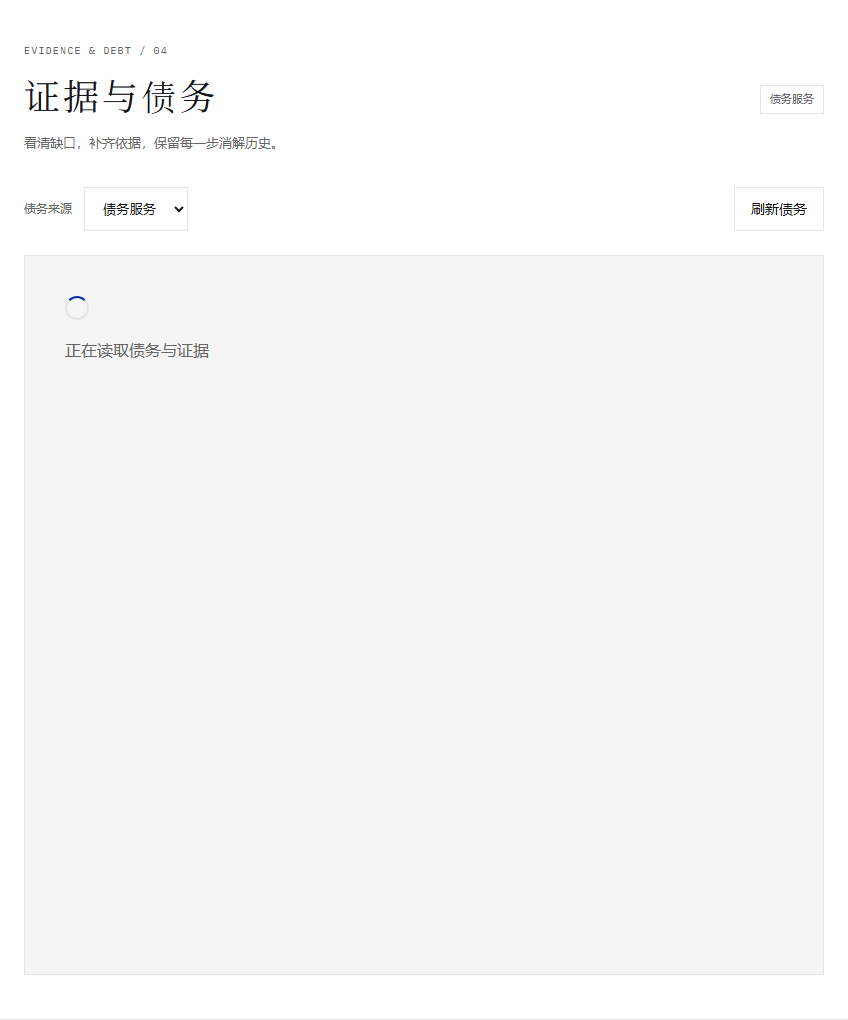 EVIDENCE & DEBT / 04
证据与债务
债务服务
看清缺口，补齐依据，保留每一步消解历史。
债务来源
债务服务
刷新债务
正在读取债务与证据